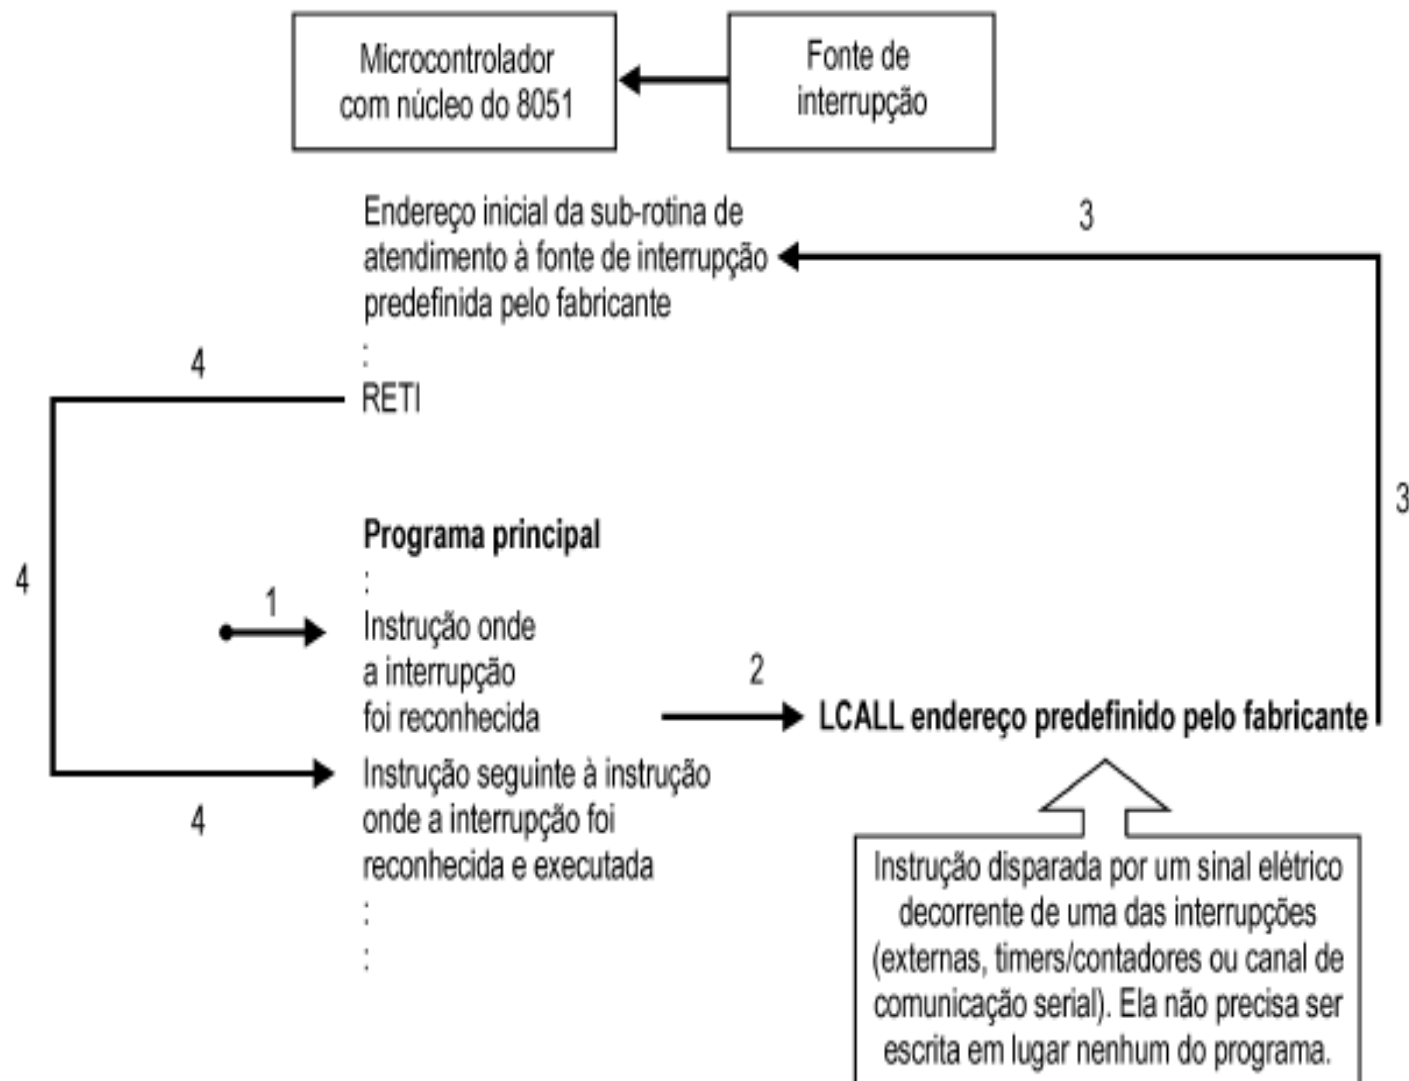 Microcontrolador
com núcleo do 8051
Fonte de
interrupção
Endereço inicial da sub-rotina de
atendimento à fonte de interrupção
predefinida pelo fabricante
:
RETI
3
4
3
Programa principal
:
4
1
Instrução onde
a interrupção
foi reconhecida
2
LCALL endereço predefinido pelo fabricante
Instrução seguinte à instrução
onde a interrupção foi
reconhecida e executada
:
:
4
Instrução disparada por um sinal elétrico
decorrente de uma das interrupções
(externas, timers/contadores ou canal de
comunicação serial). Ela não precisa ser
escrita em lugar nenhum do programa.